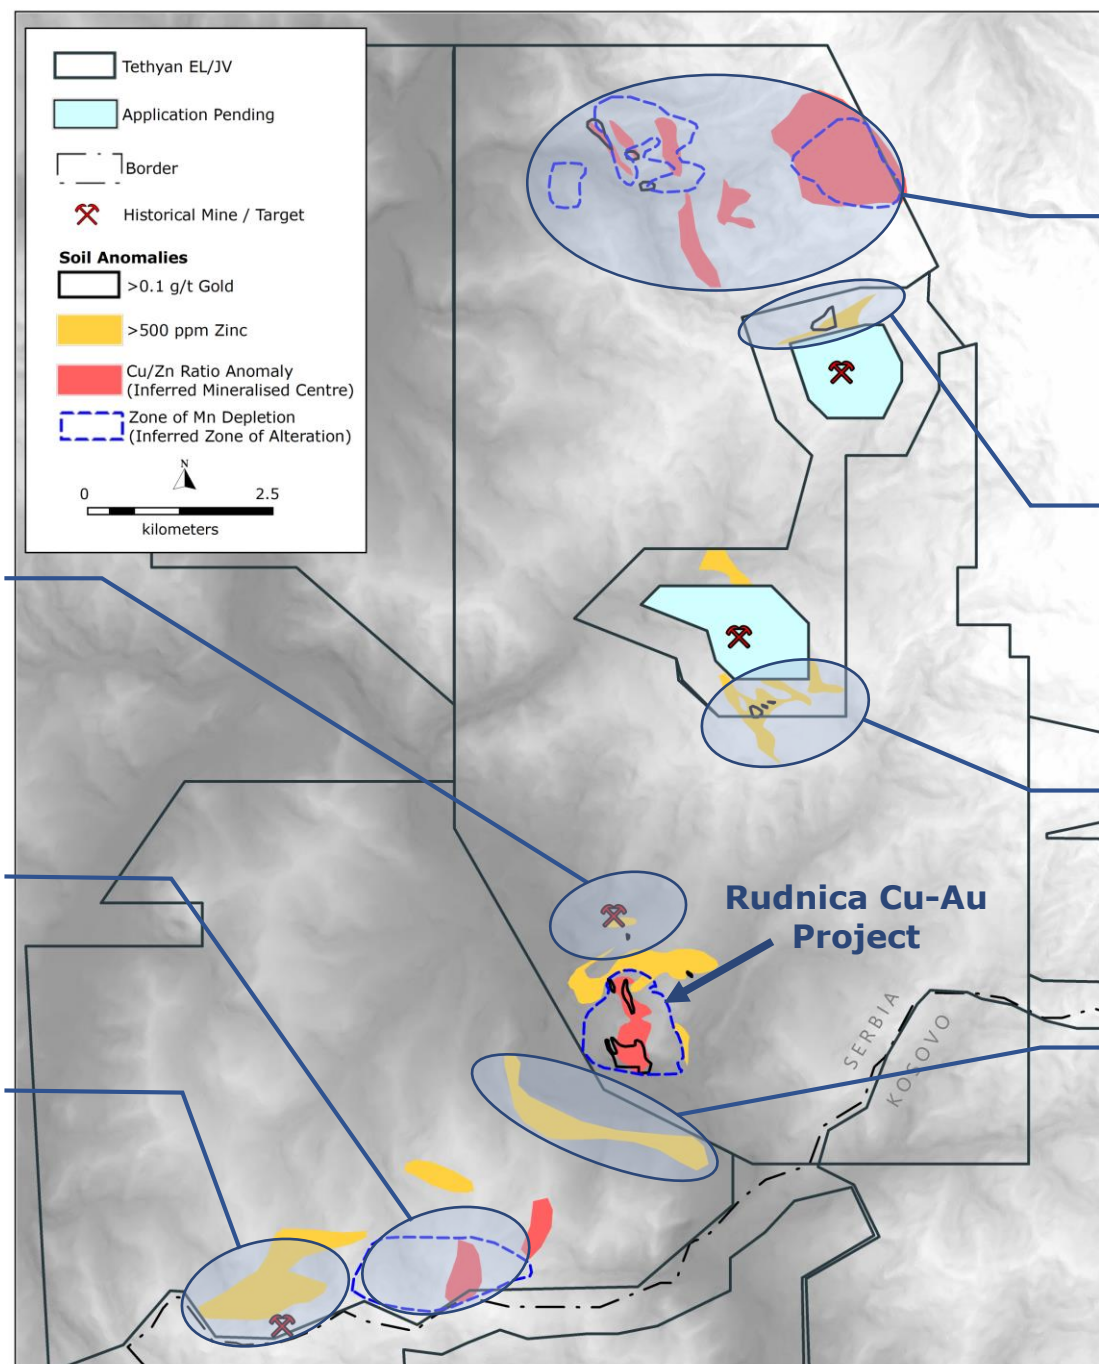 Tethyan EL/JV
Application Pending
Border
Historical Mine / Target
Soil Anomalies
>0.1 g/t Gold
>500 ppm Zinc
Cu/Zn Ratio Anomaly
(Inferred Mineralised Centre)
Zone of Mn Depletion
(Inferred Zone of Alteration)
N
0 2.5
kilometers
Rudnica Cu-Au
Project
SERBIA
KOSOVO